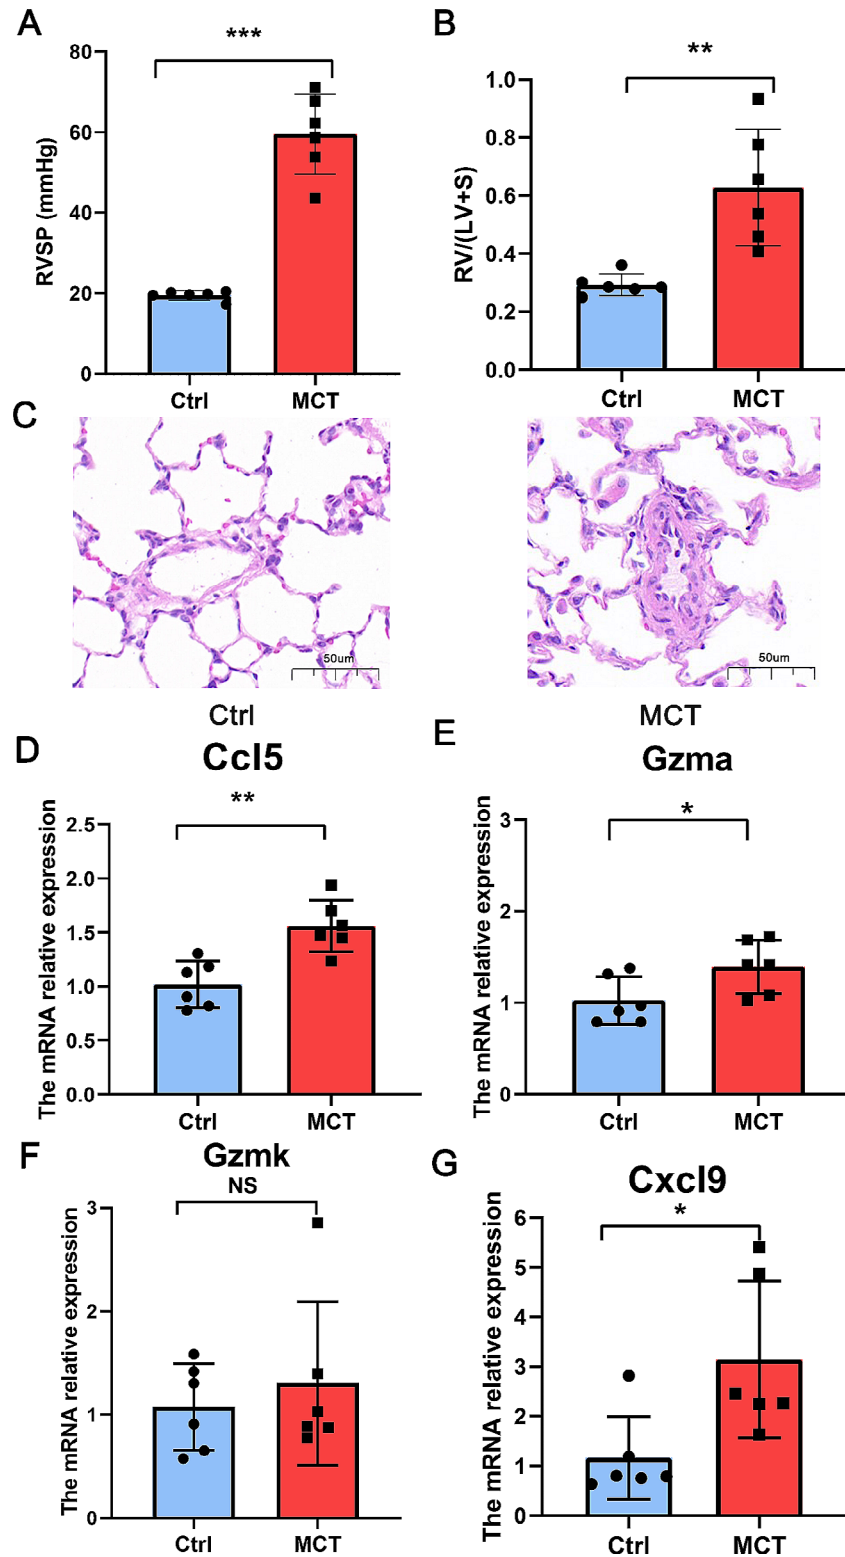 A
***
RVSP (mmHg)
80
60
40
20
0
Ctrl
MCT
B
**
RV/(LV+S)
1.0
0.8
0.6
0.4
0.2
0.0
Ctrl
MCT
C
50um
Ctrl
50um
MCT
D
Ccl5
**
The mRNA relative expression
2.5
2.0
1.5
1.0
0.5
0.0
Ctrl
MCT
E
Gzma
*
The mRNA relative expression
3
2
1
0
Ctrl
MCT
F
Gzmk
NS
The mRNA relative expression
3
2
1
0
Ctrl
MCT
G
Cxcl9
*
The mRNA relative expression
6
5
4
3
2
1
0
Ctrl
MCT